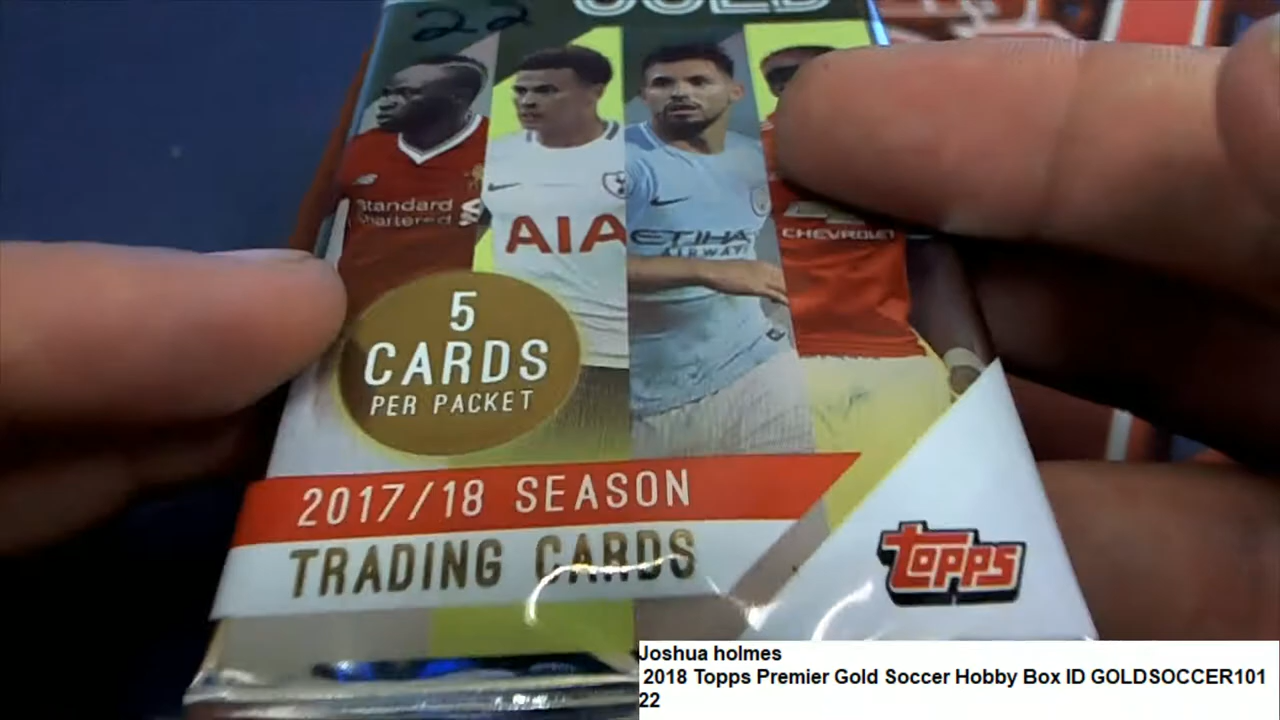 GOLD
22
Standard
Chartered
AIA
ETIHAD
AIRWAYS
CHEVROLET
5
CARDS
PER PACKET
2017/18 SEASON
TRADING CARDS
topps
Joshua holmes
2018 Topps Premier Gold Soccer Hobby Box ID GOLDSOCCER101
22